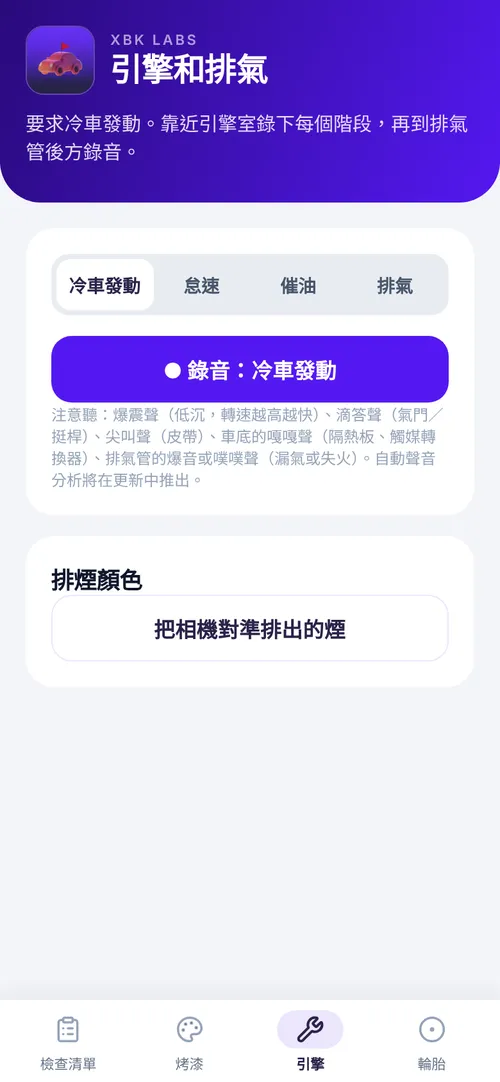 XBK LABS
引擎和排氣
要求冷車發動。靠近引擎室錄下每個階段，再到排氣
管後方錄音。
冷車發動 怠速 催油 排氣
錄音：冷車發動
注意聽：爆震聲（低沉，轉速越高越快）、滴答聲（氣門／
挺桿）、尖叫聲（皮帶）、車底的嘎嘎聲（隔熱板、觸媒轉
換器）、排氣管的爆音或噗噗聲（漏氣或失火）。自動聲音
分析將在更新中推出。
排煙顏色
把相機對準排出的煙
檢查清單 烤漆 引擎 輪胎